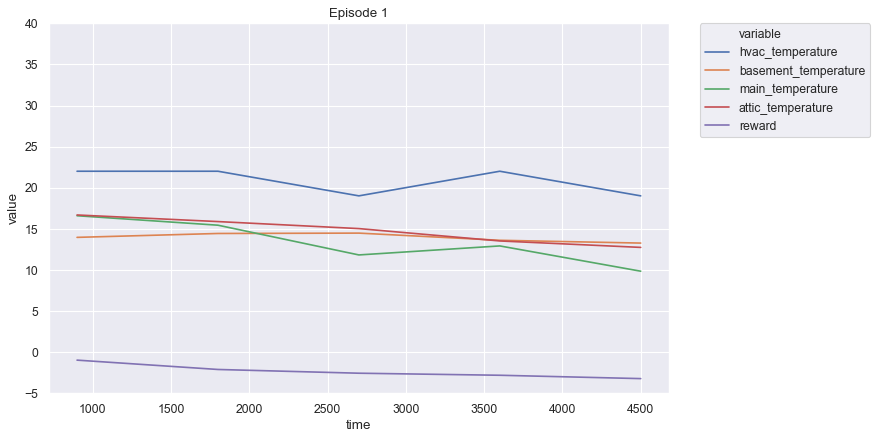 Episode 1
40
35
30
25
20
15
10
5
0
−5
value
1000 1500 2000 2500 3000 3500 4000 4500
time
variable
hvac_temperature
basement_temperature
main_temperature
attic_temperature
reward